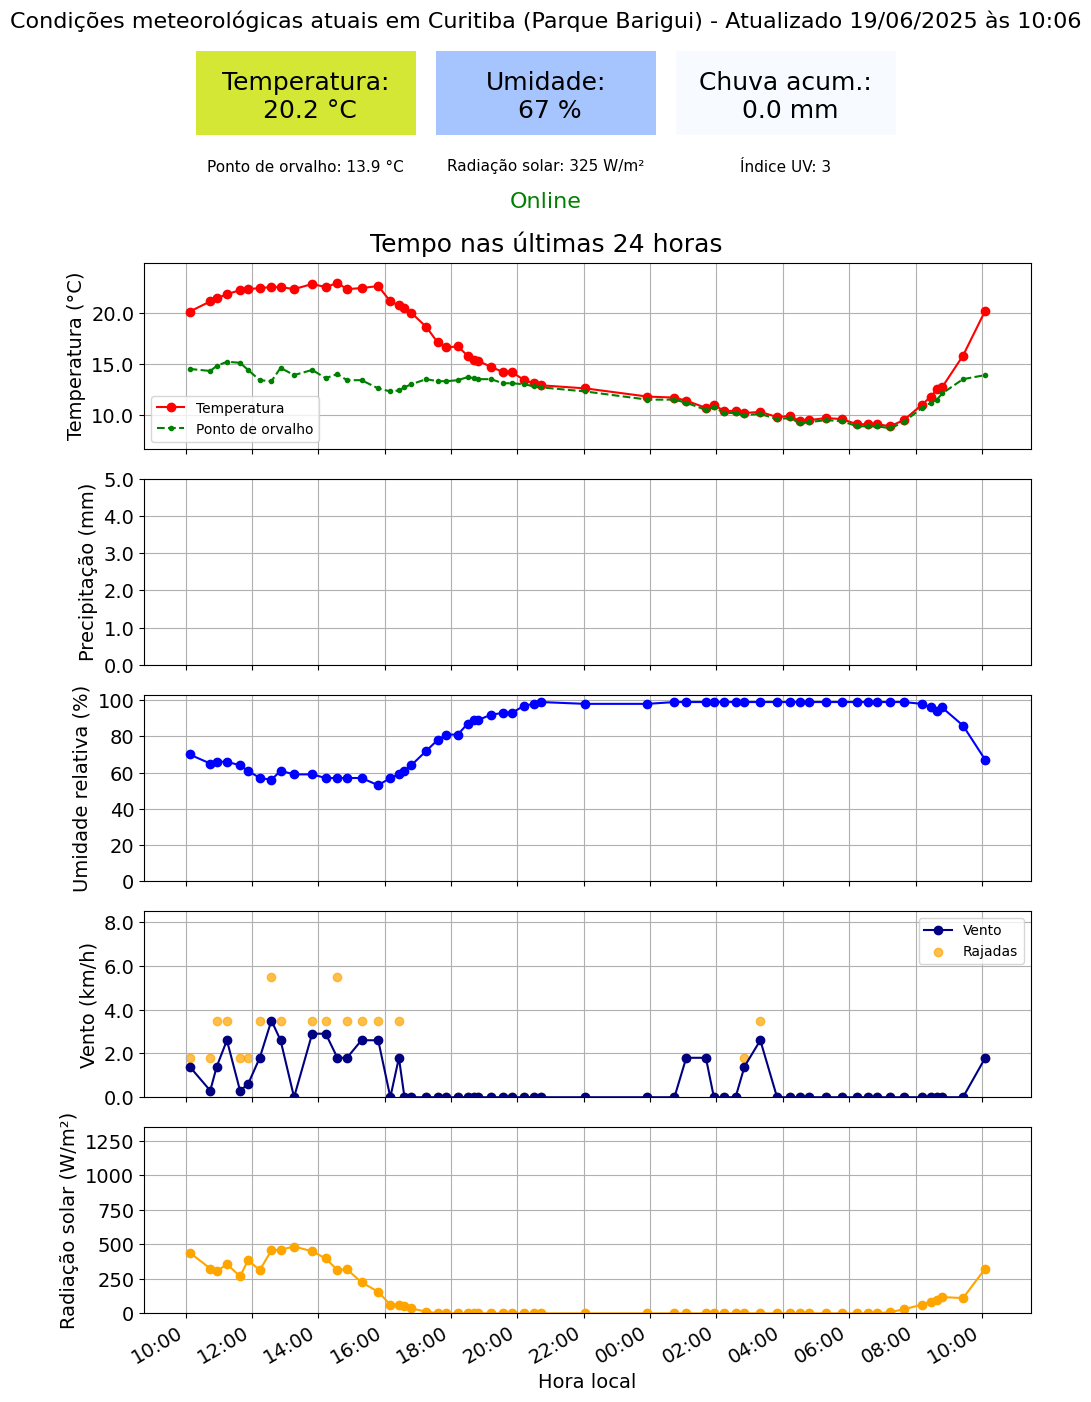 Condições meteorológicas atuais em Curitiba (Parque Barigui) - Atualizado 19/06/2025 às 10:06
Temperatura:
20.2 °C
Umidade:
67 %
Chuva acum.:
0.0 mm
Ponto de orvalho: 13.9 °C
Radiação solar: 325 W/m²
Índice UV: 3
Online
Tempo nas últimas 24 horas
Temperatura (°C)
20.0
15.0
10.0
Temperatura
Ponto de orvalho
Precipitação (mm)
5.0
4.0
3.0
2.0
1.0
0.0
Umidade relativa (%)
100
80
60
40
20
0
Vento (km/h)
8.0
6.0
4.0
2.0
0.0
Vento
Rajadas
Radiação solar (W/m²)
1250
1000
750
500
250
0
10:00
12:00
14:00
16:00
18:00
20:00
22:00
00:00
02:00
04:00
06:00
08:00
10:00
Hora local